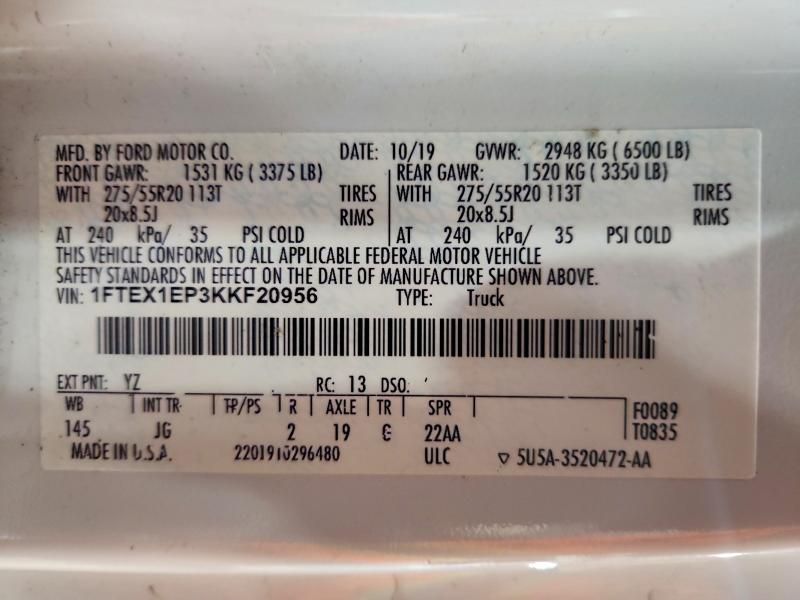 MFD. BY FORD MOTOR CO. DATE: 10/19 GVWR: 2948 KG ( 6500 LB)
FRONT GAWR: 1531 KG ( 3375 LB) REAR GAWR: 1520 KG ( 3350 LB)
WITH 275/55R20 113T TIRES WITH 275/55R20 113T TIRES
20x8.5J RIMS 20x8.5J RIMS
AT 240 kPa/ 35 PSI COLD AT 240 kPa/ 35 PSI COLD
THIS VEHICLE CONFORMS TO ALL APPLICABLE FEDERAL MOTOR VEHICLE
SAFETY STANDARDS IN EFFECT ON THE DATE OF MANUFACTURE SHOWN ABOVE.
VIN: 1FTEX1EP3KKF20956 TYPE: Truck
EXT PNT: YZ RC: 13 DSO:
WB INT TR TP/PS R AXLE TR SPR F0089
145 JG 2 19 G 22AA T0835
MADE IN U.S.A. 2201910296480 ULC ▽ 5U5A-3520472-AA